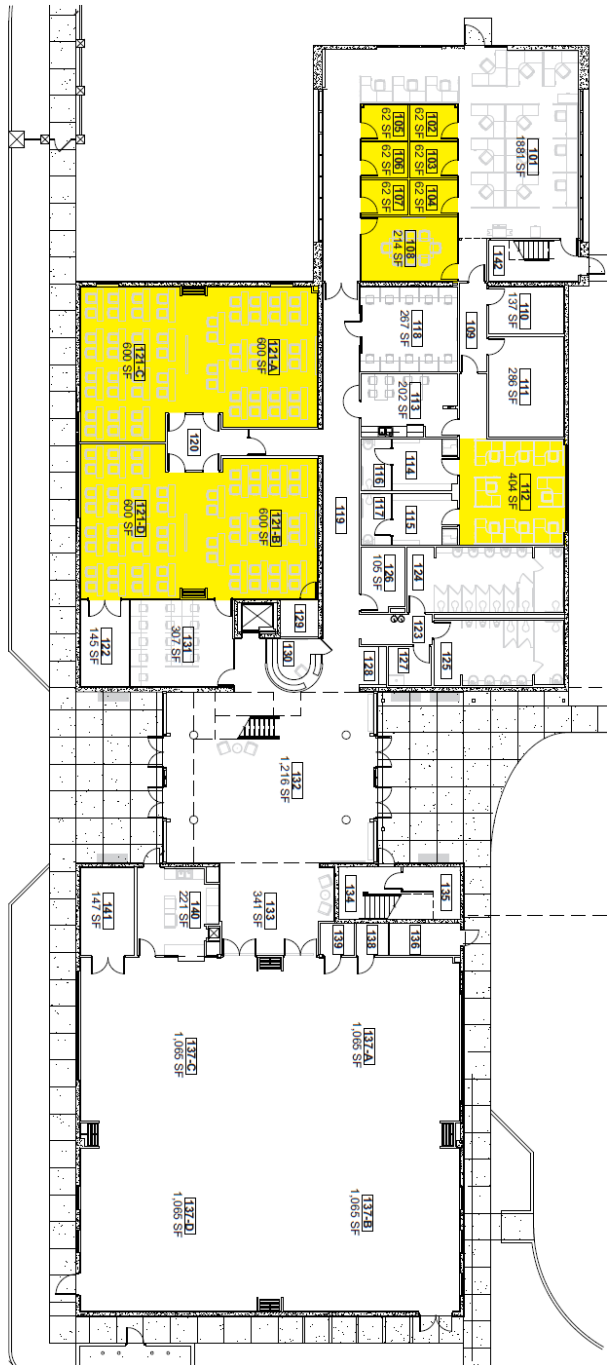 101
1881 SF
105
62 SF
102
62 SF
106
62 SF
103
62 SF
107
62 SF
104
62 SF
108
214 SF
142
110
137 SF
109
118
267 SF
111
286 SF
121-C
600 SF
121-A
600 SF
113
202 SF
120
116
114
112
404 SF
121-D
600 SF
121-B
600 SF
119
117
115
126
105 SF
124
122
145 SF
131
307 SF
129
130
123
128
127
125
132
1,216 SF
141
147 SF
140
221 SF
133
341 SF
134
135
139
138
136
137-C
1,065 SF
137-A
1,065 SF
137-D
1,065 SF
137-B
1,065 SF